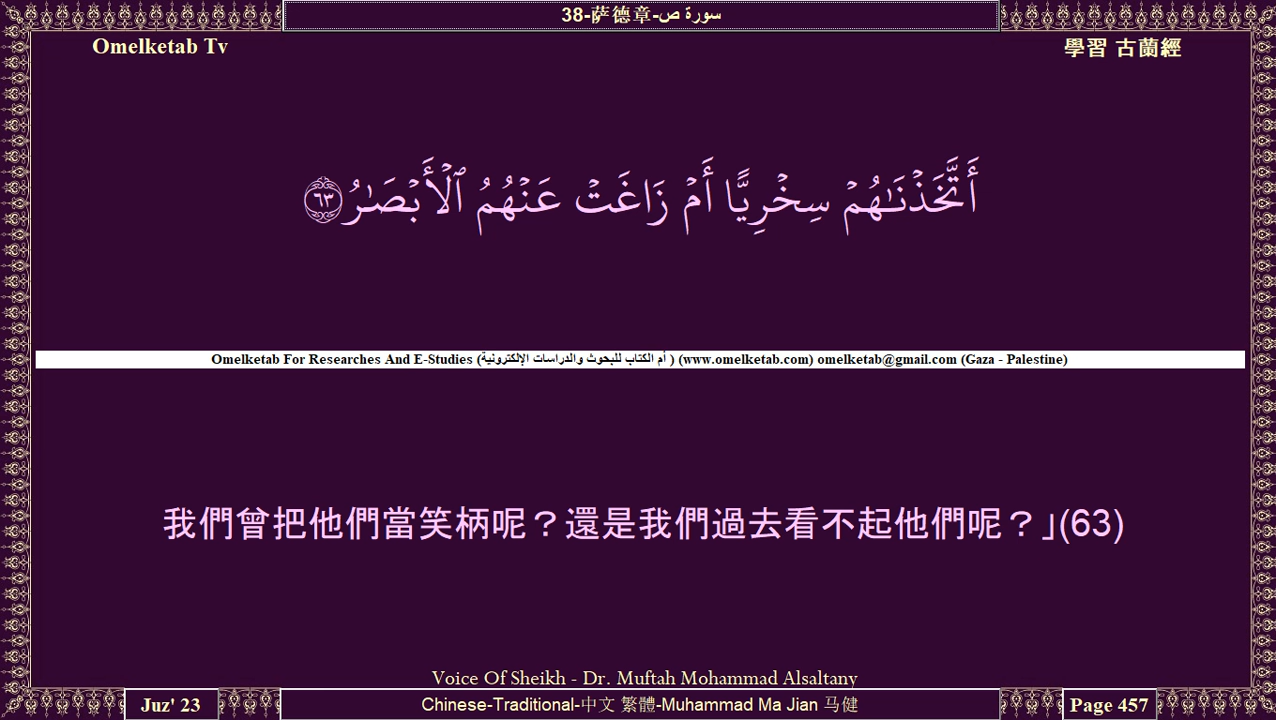 38-萨德章-سورة ص
Omelketab Tv
學習 古蘭經
أَتَّخَذْنَـٰهُمْ سِخْرِيًّا أَمْ زَاغَتْ عَنْهُمُ ٱلْأَبْصَـٰرُ ٦٣
Omelketab For Researches And E-Studies (أم الكتاب للبحوث والدراسات الإلكترونية ) (www.omelketab.com) omelketab@gmail.com (Gaza - Palestine)
我們曾把他們當笑柄呢？還是我們過去看不起他們呢？」(63)
Voice Of Sheikh - Dr. Muftah Mohammad Alsaltany
Juz' 23
Chinese-Traditional-中文 繁體-Muhammad Ma Jian 马健
Page 457